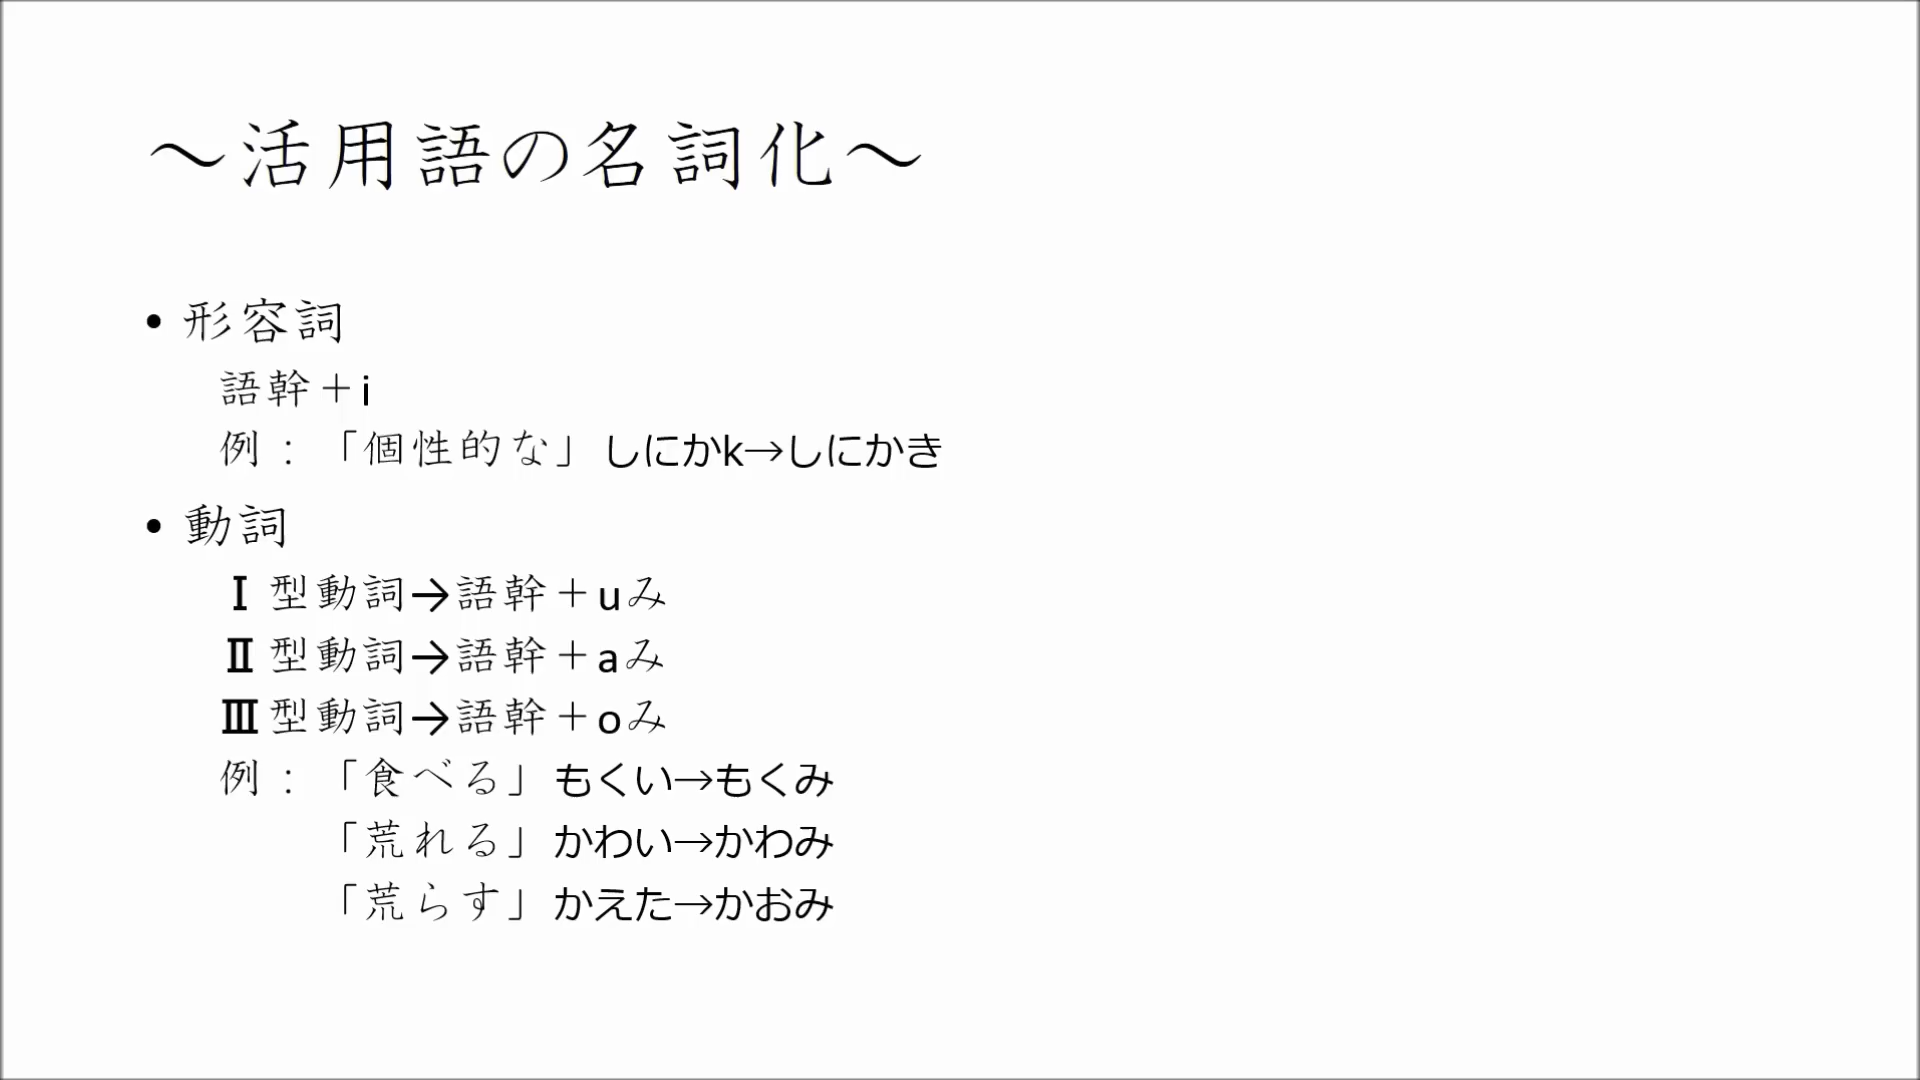 ～活用語の名詞化～
• 形容詞
語幹＋i
例：「個性的な」しにかk→しにかき
• 動詞
Ⅰ型動詞→語幹＋uみ
Ⅱ型動詞→語幹＋aみ
Ⅲ型動詞→語幹＋oみ
例：「食べる」もくい→もくみ
「荒れる」かわい→かわみ
「荒らす」かえた→かおみ